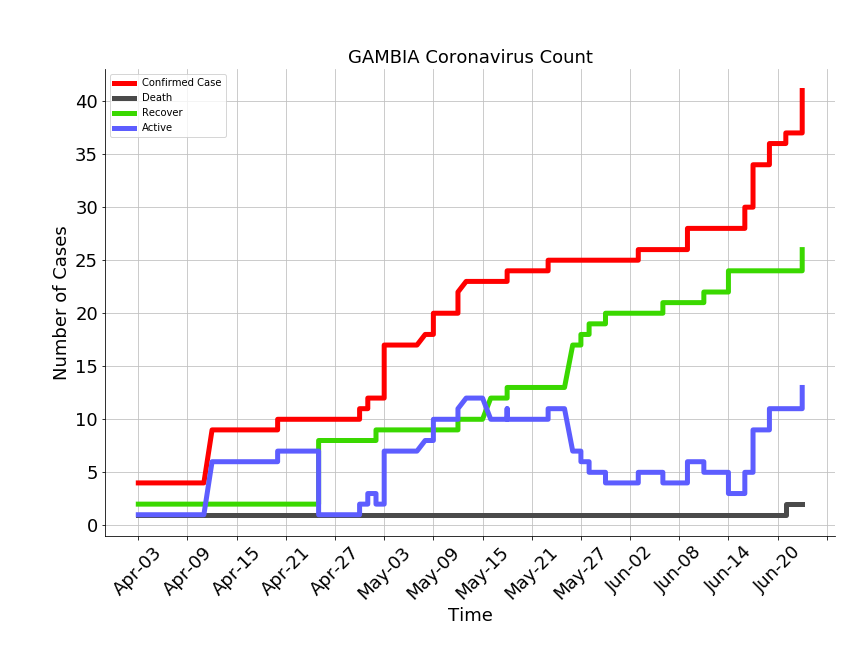 GAMBIA Coronavirus Count
Confirmed Case
Death
Recover
Active
Number of Cases
40
35
30
25
20
15
10
5
0
Apr-03
Apr-09
Apr-15
Apr-21
Apr-27
May-03
May-09
May-15
May-21
May-27
Jun-02
Jun-08
Jun-14
Jun-20
Time